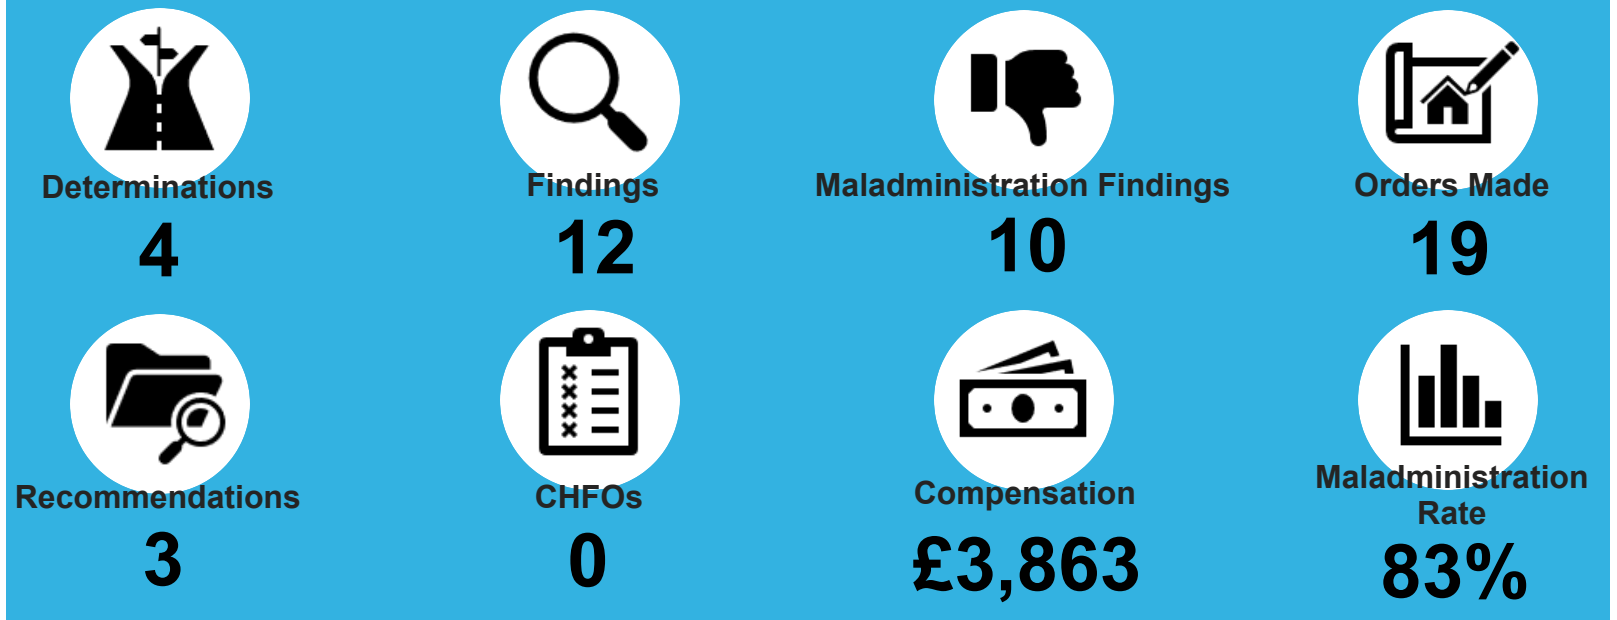 Determinations
4
Findings
12
Maladministration Findings
10
Orders Made
19
Recommendations
3
CHFOs
0
Compensation
£3,863
Maladministration
Rate
83%